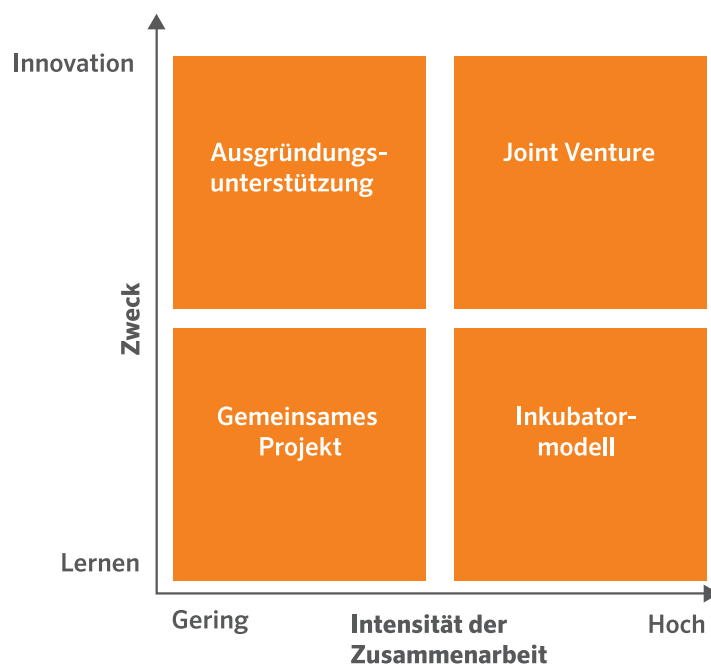 Innovation
Ausgründungs-
unterstützung
Joint Venture
Zweck
Gemeinsames
Projekt
Inkubator-
modell
Lernen
Gering
Intensität der
Zusammenarbeit
Hoch